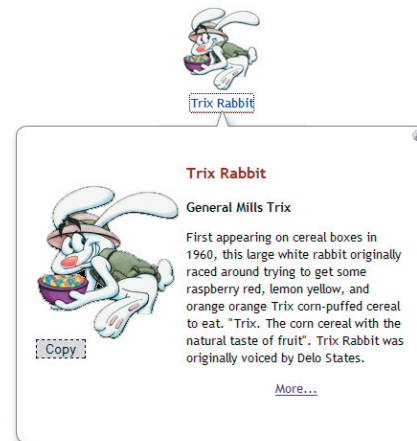 Trix Rabbit
Trix Rabbit
General Mills Trix
First appearing on cereal boxes in
1960, this large white rabbit originally
raced around trying to get some
raspberry red, lemon yellow, and
orange orange Trix corn-puffed cereal
to eat. "Trix. The corn cereal with the
natural taste of fruit". Trix Rabbit was
originally voiced by Delo States.
Copy
More...